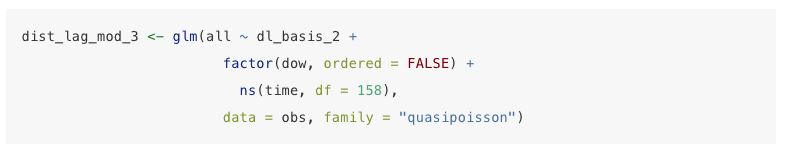 dist_lag_mod_3 <- glm(all ~ dl_basis_2 +
factor(dow, ordered = FALSE) +
ns(time, df = 158),
data = obs, family = "quasipoisson")